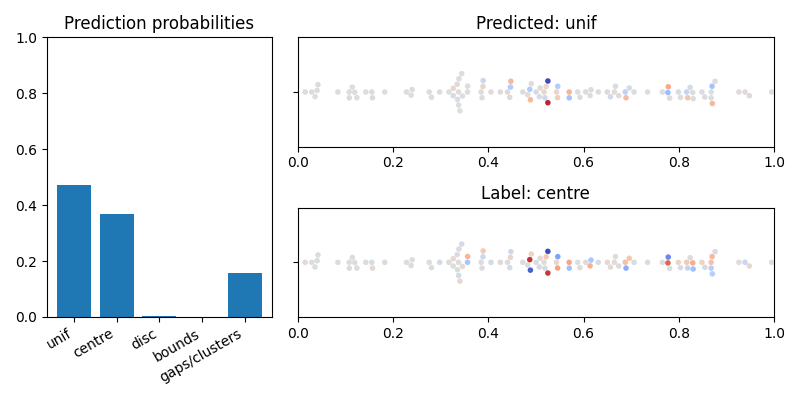 Prediction probabilities
1.0
0.8
0.6
0.4
0.2
0.0
unif
centre
disc
bounds
gaps/clusters
Predicted: unif
0.0 0.2 0.4 0.6 0.8 1.0
Label: centre
0.0 0.2 0.4 0.6 0.8 1.0